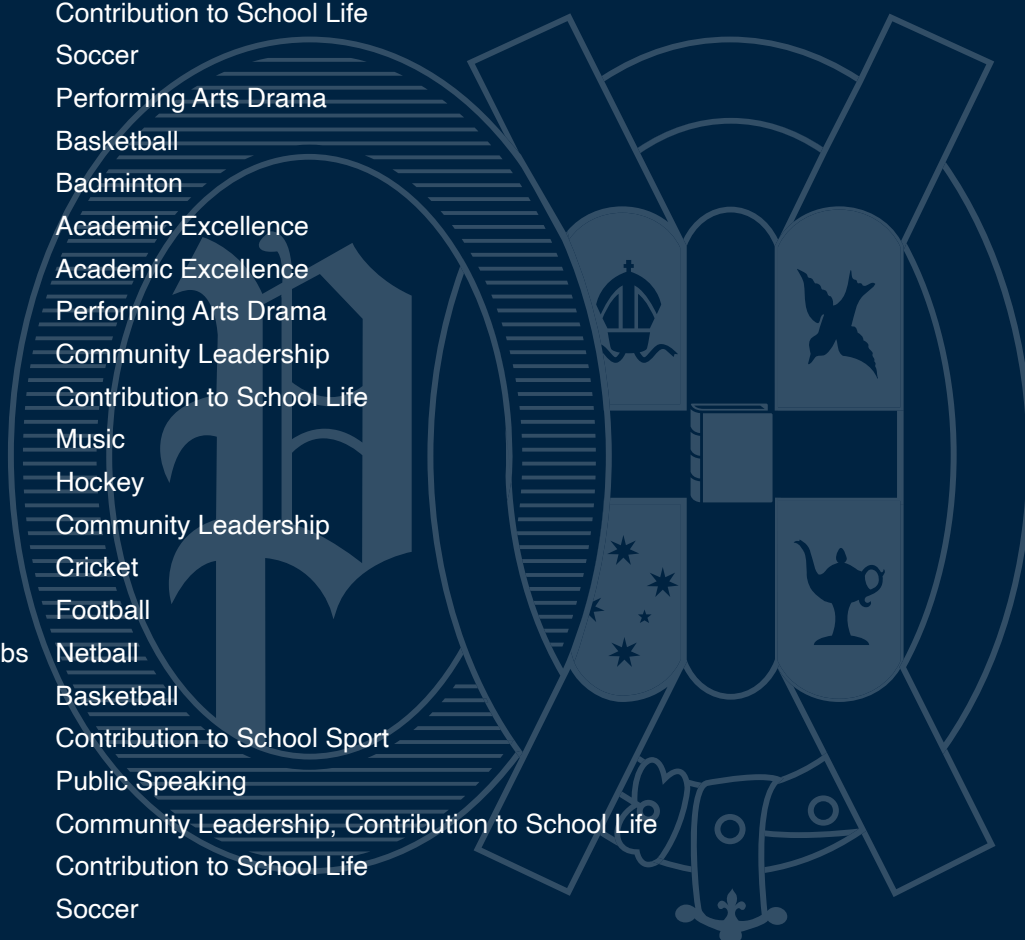 Contribution to School Life
Soccer
Performing Arts Drama
Basketball
Badminton
Academic Excellence
Academic Excellence
Performing Arts Drama
Community Leadership
Contribution to School Life
Music
Hockey
Community Leadership
Cricket
Football
bs Netball
Basketball
Contribution to School Sport
Public Speaking
Community Leadership, Contribution to School Life
Contribution to School Life
Soccer